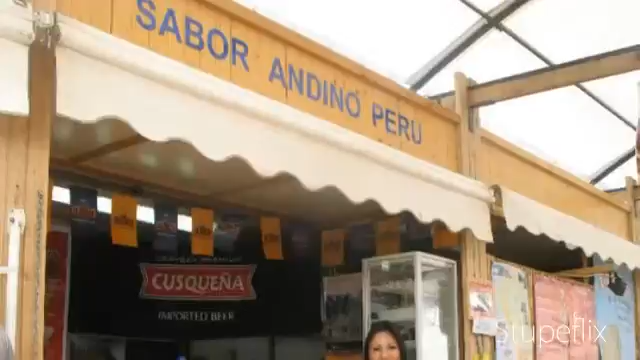 SABOR ANDINO PERU
CUSQUEÑA
IMPORTED BEER
Stupeflix